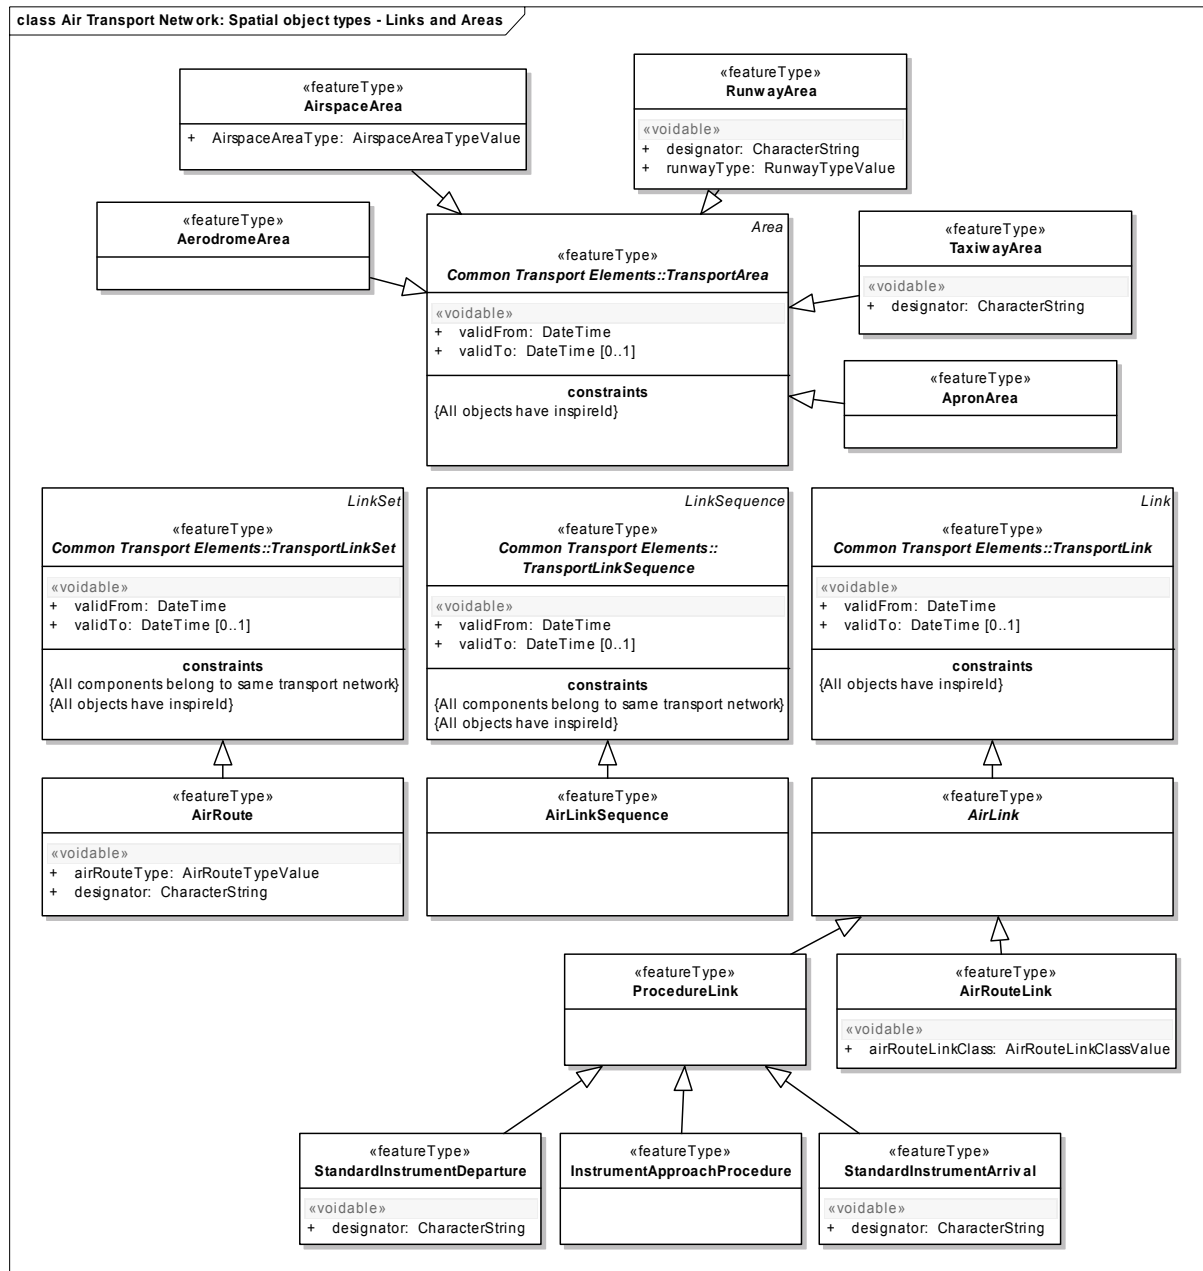 class Air Transport Network: Spatial object types - Links and Areas
«featureType»
AirspaceArea
+ AirspaceAreaType: AirspaceAreaTypeValue
«featureType»
RunwayArea
«voidable»
+ designator: CharacterString
+ runwayType: RunwayTypeValue
«featureType»
AerodromeArea
Area
«featureType»
Common Transport Elements::TransportArea
«voidable»
+ validFrom: DateTime
+ validTo: DateTime [0..1]
constraints
{All objects have inspireId}
«featureType»
TaxiwayArea
«voidable»
+ designator: CharacterString
«featureType»
ApronArea
LinkSet
«featureType»
Common Transport Elements::TransportLinkSet
«voidable»
+ validFrom: DateTime
+ validTo: DateTime [0..1]
constraints
{All components belong to same transport network}
{All objects have inspireId}
LinkSequence
«featureType»
Common Transport Elements::
TransportLinkSequence
«voidable»
+ validFrom: DateTime
+ validTo: DateTime [0..1]
constraints
{All components belong to same transport network}
{All objects have inspireId}
Link
«featureType»
Common Transport Elements::TransportLink
«voidable»
+ validFrom: DateTime
+ validTo: DateTime [0..1]
constraints
{All objects have inspireId}
«featureType»
AirRoute
«voidable»
+ airRouteType: AirRouteTypeValue
+ designator: CharacterString
«featureType»
AirLinkSequence
«featureType»
AirLink
«featureType»
ProcedureLink
«featureType»
AirRouteLink
«voidable»
+ airRouteLinkClass: AirRouteLinkClassValue
«featureType»
StandardInstrumentDeparture
«voidable»
+ designator: CharacterString
«featureType»
InstrumentApproachProcedure
«featureType»
StandardInstrumentArrival
«voidable»
+ designator: CharacterString